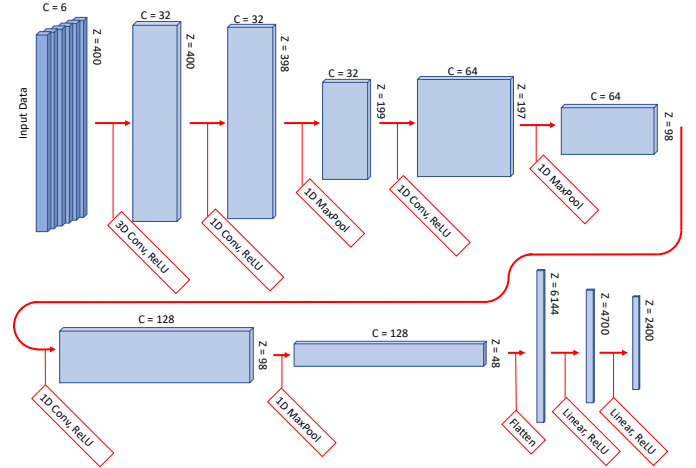 C = 6
Z = 400
Input Data
C = 32
Z = 400
C = 32
Z = 398
C = 32
Z = 199
C = 64
Z = 197
C = 64
Z = 98
3D Conv, ReLU
1D Conv, ReLU
1D MaxPool
1D Conv, ReLU
1D MaxPool
C = 128
Z = 98
C = 128
Z = 48
Z = 6144
Z = 4700
Z = 2400
1D Conv, ReLU
1D MaxPool
Flatten
Linear, ReLU
Linear, ReLU